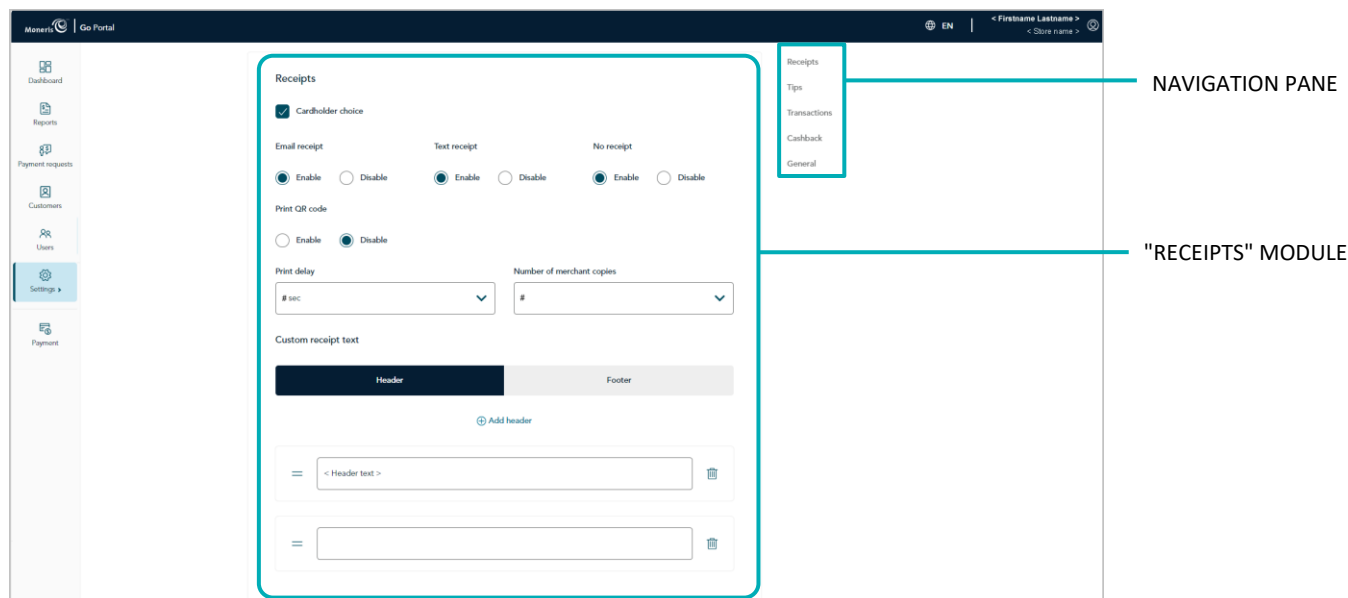 Moneris Go Portal
EN
< Firstname Lastname >
< Store name >
Dashboard
Reports
Payment requests
Customers
Users
Settings
Payment
Receipts
Cardholder choice
Email receipt Text receipt No receipt
Enable Disable Enable Disable Enable Disable
Print QR code
Enable Disable
Print delay Number of merchant copies
# sec #
Custom receipt text
Header Footer
Add header
< Header text >
Receipts
Tips
Transactions
Cashback
General
NAVIGATION PANE
"RECEIPTS" MODULE